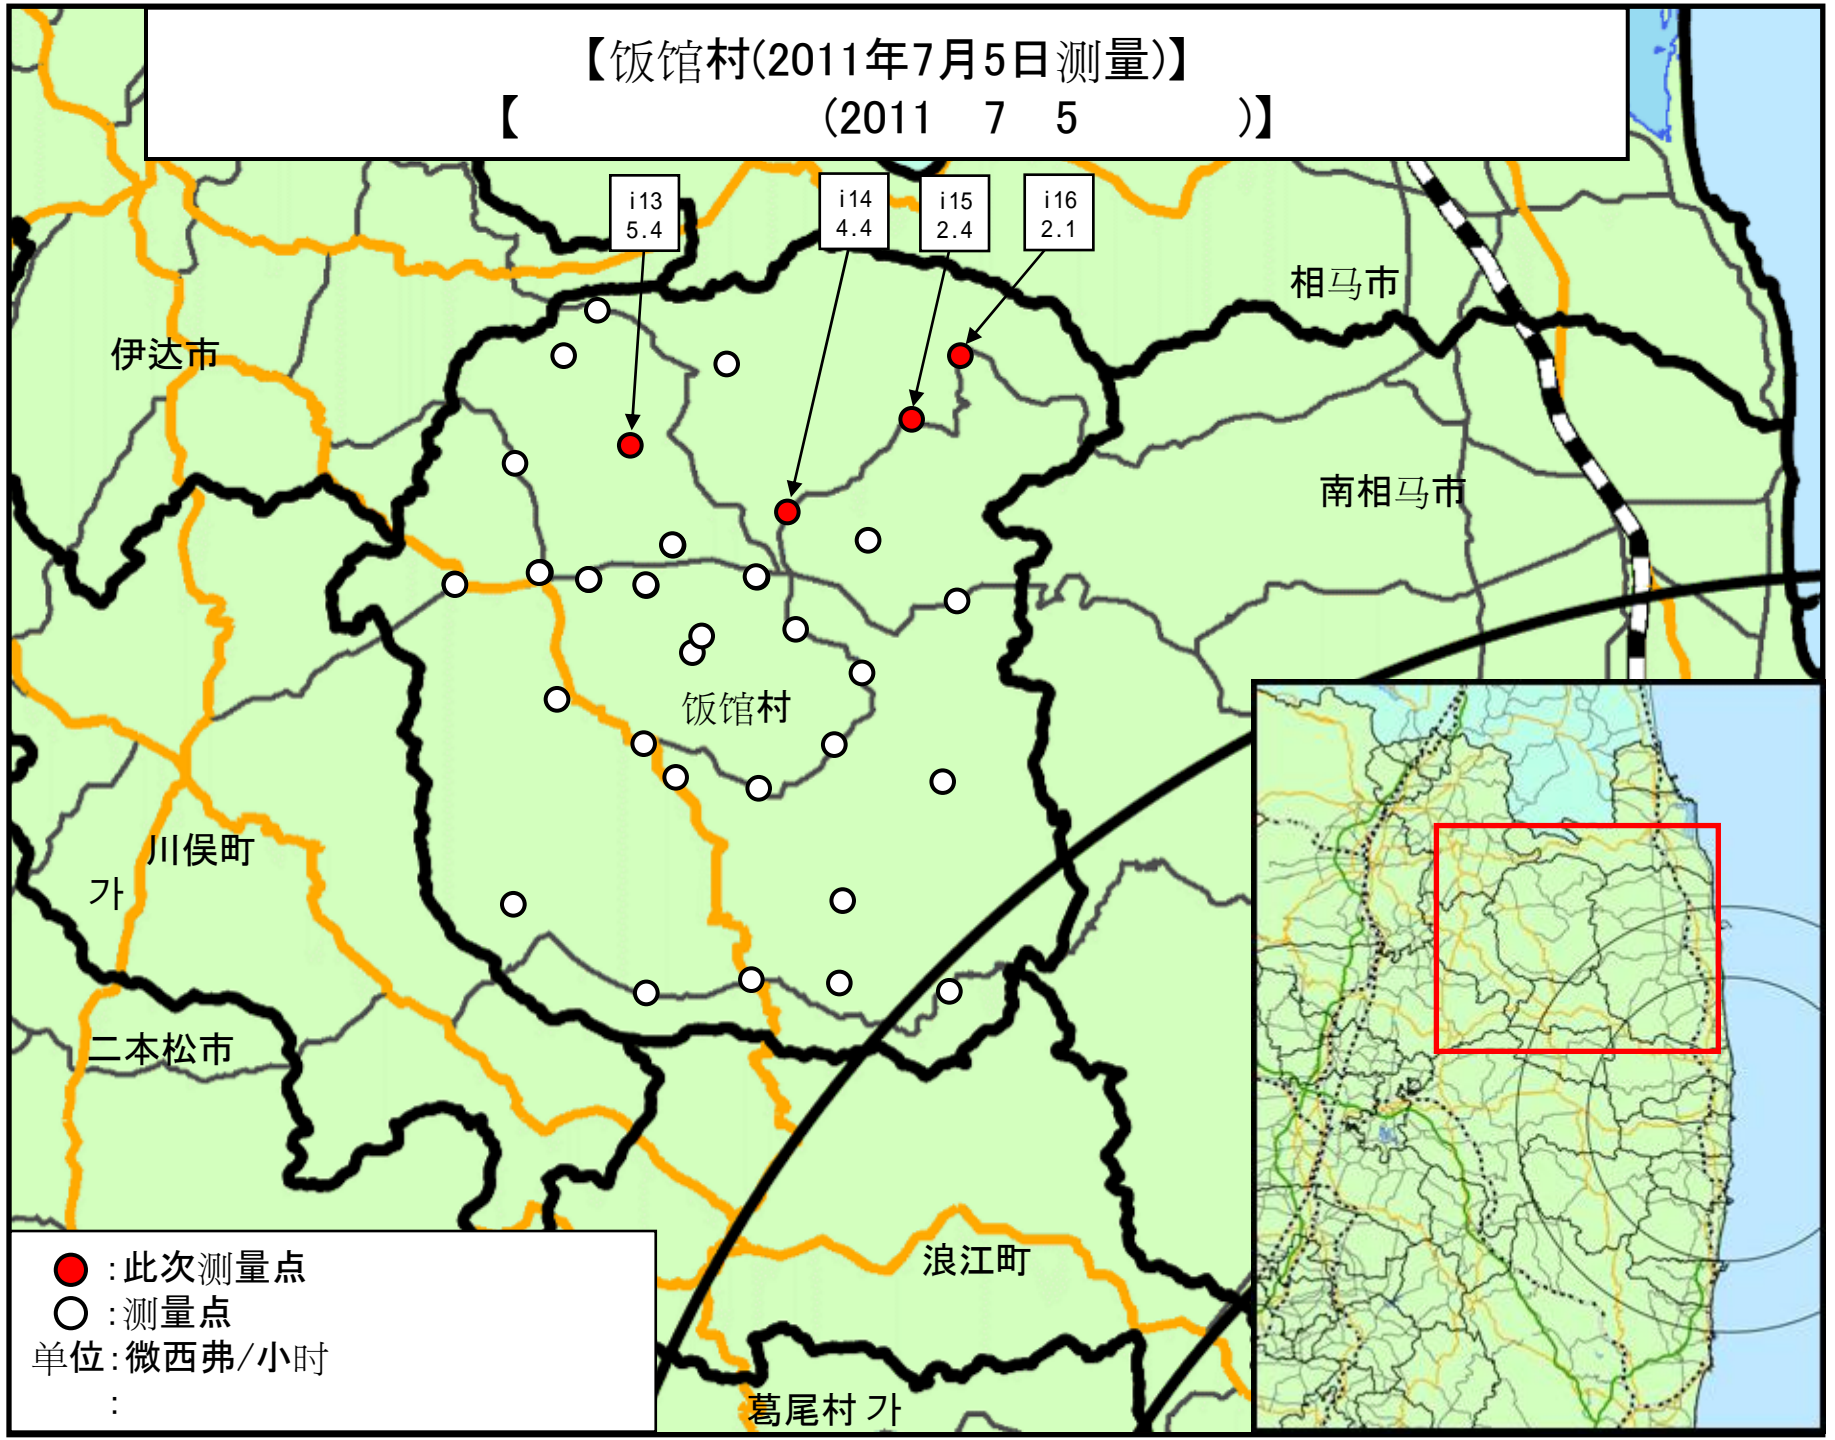 【饭馆村(2011年7月5日测量)】
【 (2011 7 5 )】
i13
5.4
i14
4.4
i15
2.4
i16
2.1
相马市
伊达市
南相马市
饭馆村
川俣町
가
二本松市
浪江町
葛尾村 가
:此次测量点
:测量点
单位:微西弗/小时
: